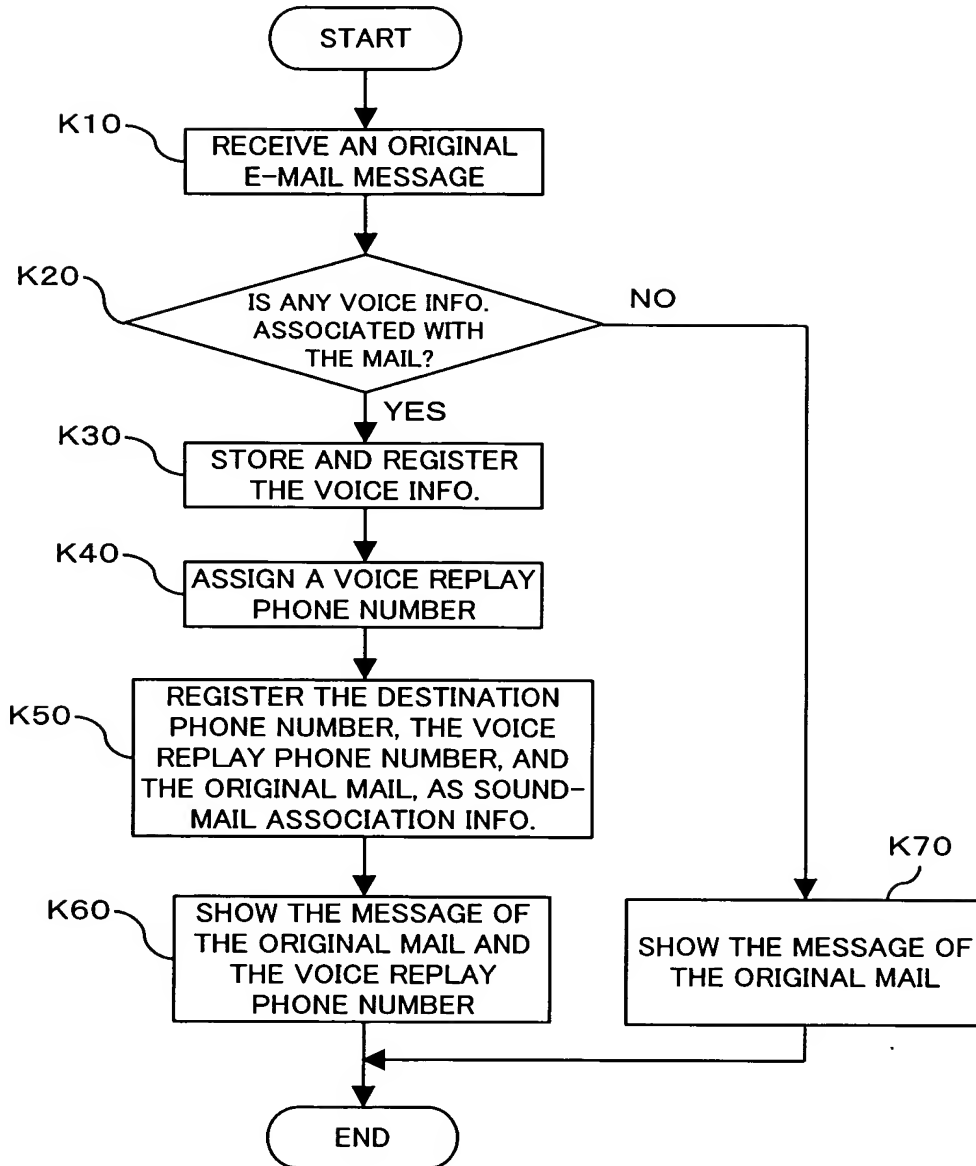 START
K10
RECEIVE AN ORIGINAL
E-MAIL MESSAGE
K20
IS ANY VOICE INFO.
ASSOCIATED WITH
THE MAIL?
NO
YES
K30
STORE AND REGISTER
THE VOICE INFO.
K40
ASSIGN A VOICE REPLAY
PHONE NUMBER
K50
REGISTER THE DESTINATION
PHONE NUMBER, THE VOICE
REPLAY PHONE NUMBER, AND
THE ORIGINAL MAIL, AS SOUND-
MAIL ASSOCIATION INFO.
K60
SHOW THE MESSAGE OF
THE ORIGINAL MAIL AND
THE VOICE REPLAY
PHONE NUMBER
K70
SHOW THE MESSAGE OF
THE ORIGINAL MAIL
END